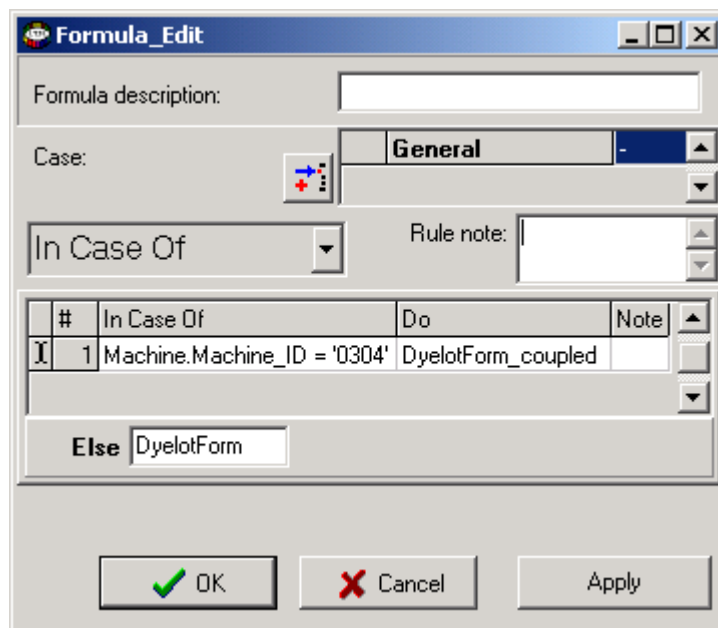 Formula_Edit
Formula description:
Case:
General -
In Case Of
Rule note:
# In Case Of Do Note
1 Machine.Machine_ID = '0304' DyelotForm_coupled
Else DyelotForm
OK Cancel Apply